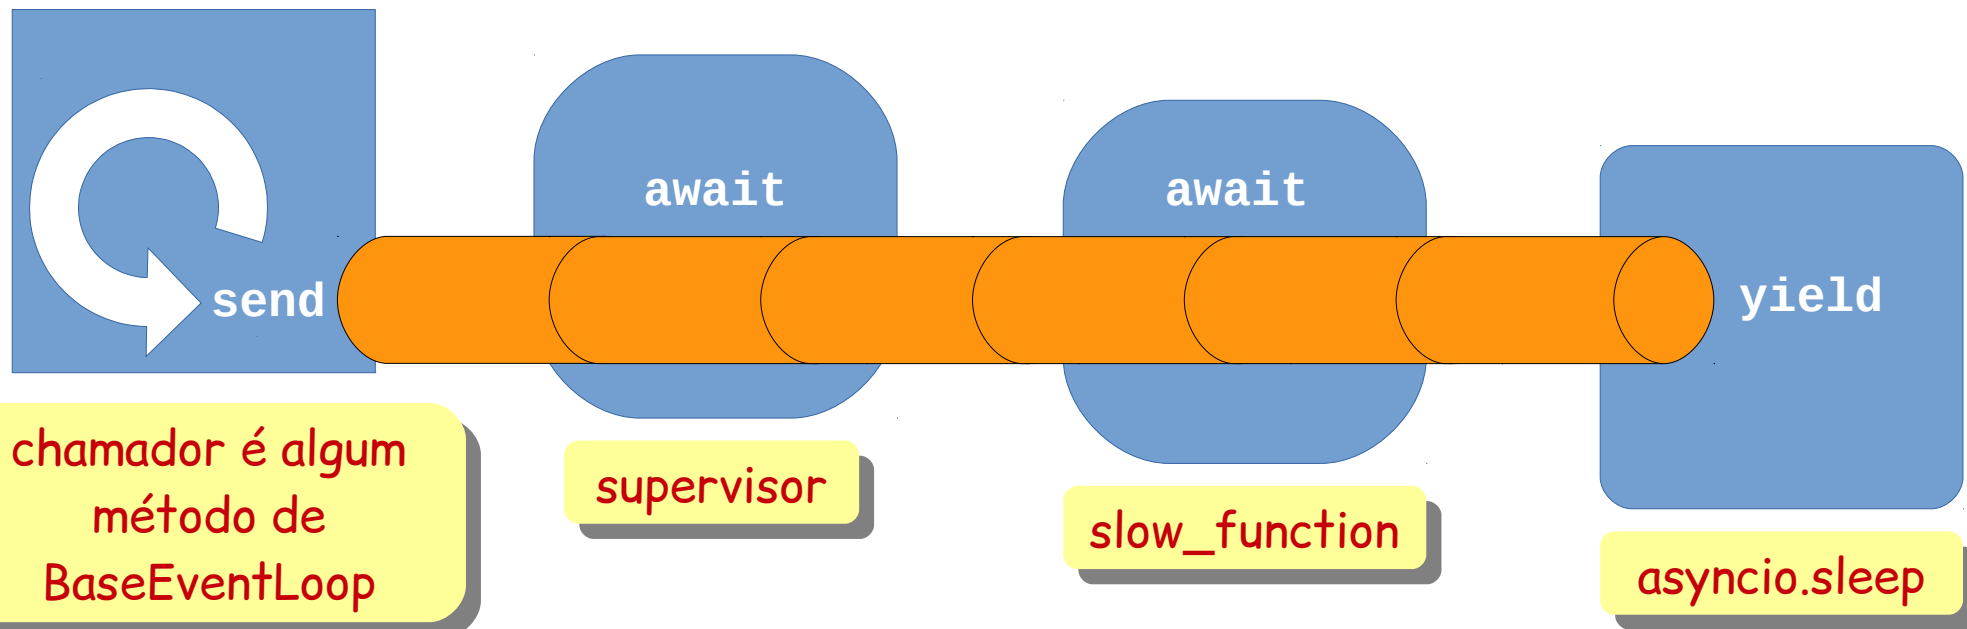 await
await
send
yield
chamador é algum
método de
BaseEventLoop
supervisor
slow_function
asyncio.sleep